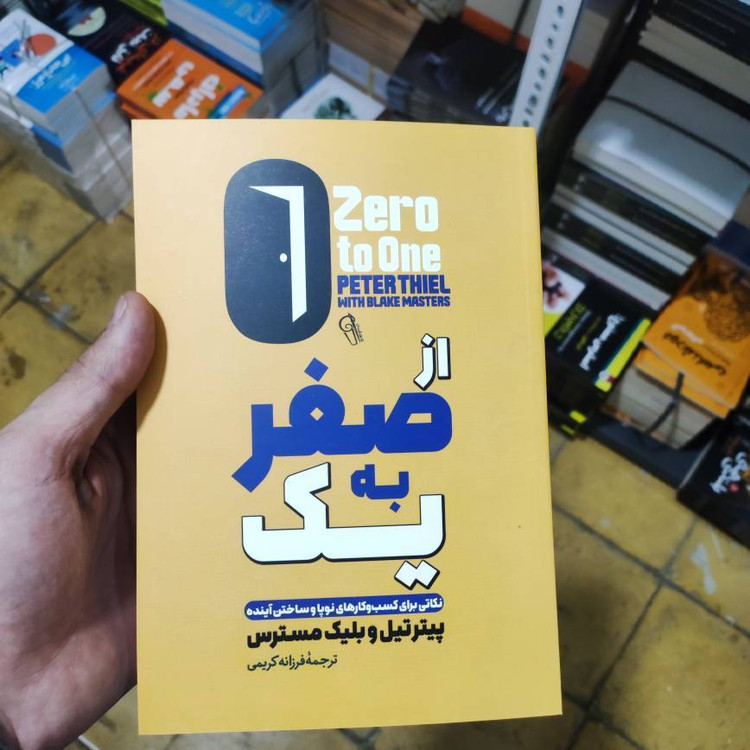 Zero
to One
PETER THIEL
WITH BLAKE MASTERS
از
صفر
به
یک
نکاتی برای کسب‌وکارهای نوپا و ساختن آینده
پیتر تیل و بلیک مسترس
ترجمهٔ فرزانه کریمی